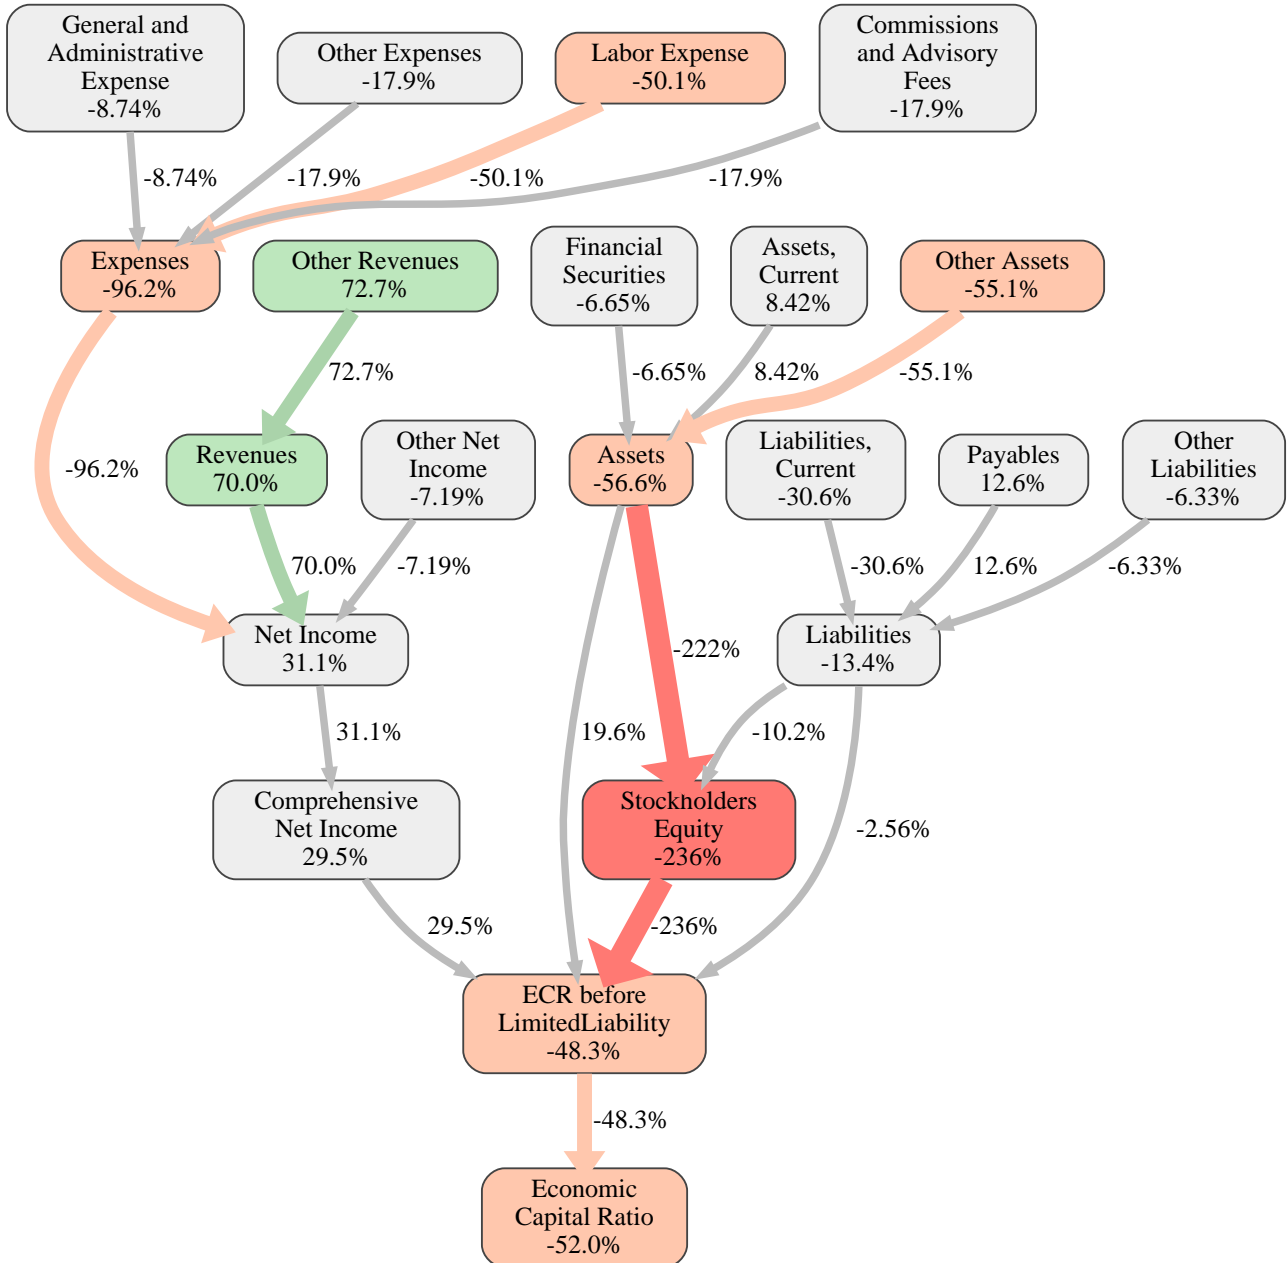 General and
Administrative
Expense
-8.74%
Other Expenses
-17.9%
Labor Expense
-50.1%
Commissions
and Advisory
Fees
-17.9%
-8.74%
-17.9%
-50.1%
-17.9%
Expenses
-96.2%
Other Revenues
72.7%
Financial
Securities
-6.65%
Assets,
Current
8.42%
Other Assets
-55.1%
72.7%
-6.65%
8.42%
-55.1%
-96.2%
Revenues
70.0%
Other Net
Income
-7.19%
Assets
-56.6%
Liabilities,
Current
-30.6%
Payables
12.6%
Other
Liabilities
-6.33%
70.0%
-7.19%
-30.6%
12.6%
-6.33%
Net Income
31.1%
-222%
Liabilities
-13.4%
31.1%
19.6%
-10.2%
Comprehensive
Net Income
29.5%
Stockholders
Equity
-236%
-2.56%
29.5%
-236%
ECR before
LimitedLiability
-48.3%
-48.3%
Economic
Capital Ratio
-52.0%